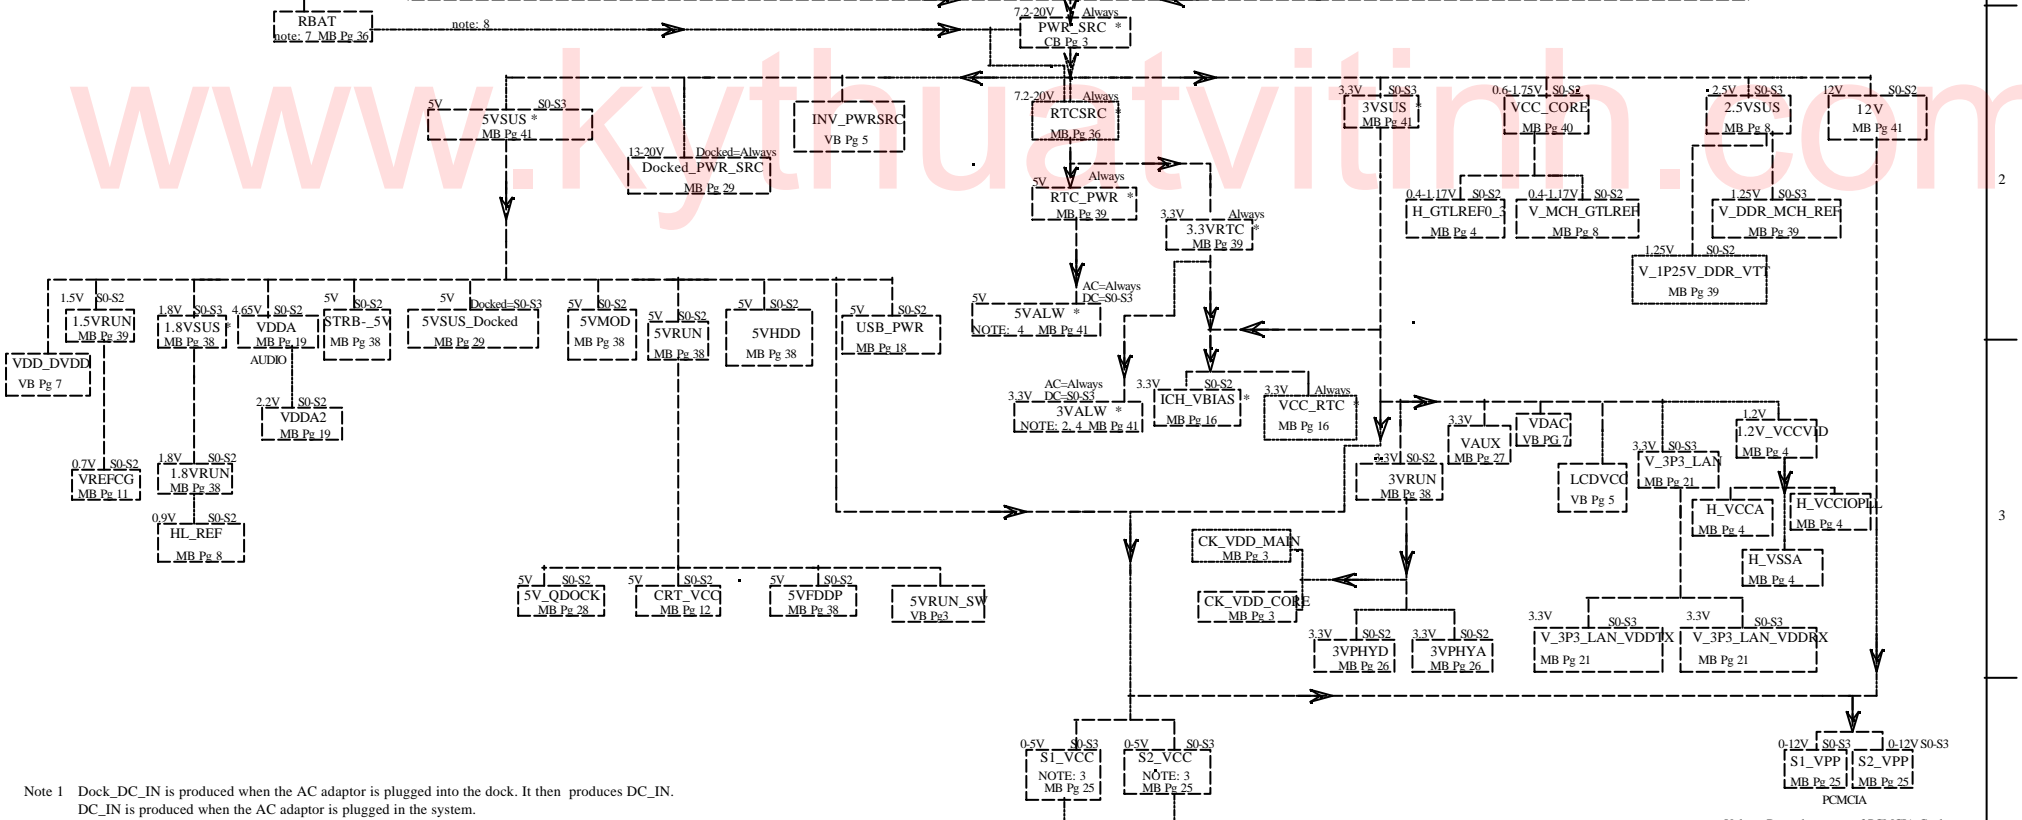 RBAT
note: 7 MB Pg 36
note: 8
7.2-20V Always
PWR_SRC *
CB Pg 3
www.kythuatvitinh.com
5V S0-S3
5VSUS *
MB Pg 41
13-20V Docked=Always
Docked_PWR_SRC
MB Pg 29
INV_PWRSRC
VB Pg 5
7.2-20V Always
RTCSRC *
MB Pg 36
3.3V S0-S3
3VSUS *
MB Pg 41
0.6-1.75V S0-S2
VCC_CORE
MB Pg 40
2.5V S0-S3
2.5VSUS
MB Pg 8
12V S0-S2
12V
MB Pg 41
5V Always
RTC_PWR *
MB Pg 39
3.3V Always
3.3VRTC *
MB Pg 39
0.4-1.17V S0-S2
H_GTLREF0_3
MB Pg 4
0.4-1.17V S0-S2
V_MCH_GTLREF
MB Pg 8
1.25V S0-S3
V_DDR_MCH_REF
MB Pg 39
2
1.25V S0-S2
V_1P25V_DDR_VTT
MB Pg 39
VDD_DVDD
VB Pg 7
1.5V S0-S2
1.5VRUN
MB Pg 39
1.8V S0-S3
1.8VSUS *
MB Pg 38
4.65V S0-S2
VDDA
MB Pg 19
AUDIO
5V S0-S2
STRB-_5V
MB Pg 38
5V Docked=S0-S3
5VSUS_Docked
MB Pg 29
5V S0-S2
5VMOD
MB Pg 38
5V S0-S2
5VRUN
MB Pg 38
5V S0-S2
5VHDD
MB Pg 38
S0-S2
USB_PWR
MB Pg 18
AC=Always
5V DC=S0-S3
5VALW *
NOTE: 4 MB Pg 41
AC=Always
3.3V DC=S0-S3
3VALW *
NOTE: 2, 4 MB Pg 41
3.3V S0-S2
ICH_VBIAS *
MB Pg 16
3.3V Always
VCC_RTC *
MB Pg 16
2.2V S0-S2
VDDA2
MB Pg 19
0.7V S0-S2
VREFCG
MB Pg 11
1.8V S0-S2
1.8VRUN
MB Pg 38
0.9V S0-S2
HL_REF
MB Pg 8
3.3V S0-S2
3VRUN
MB Pg 38
3.3V
VAUX
MB Pg 27
VDAC
VB PG 7
LCDVCC
VB Pg 5
3.3V S0-S3
V_3P3_LAN
MB Pg 21
1.2V
1.2V_VCCVID
MB Pg 4
H_VCCA
MB Pg 4
H_VCCIOPLL
MB Pg 4
H_VSSA
MB Pg 4
3
CK_VDD_MAIN
MB Pg 3
CK_VDD_CORE
MB Pg 3
5V S0-S2
5V_QDOCK
MB Pg 28
5V S0-S2
CRT_VCC
MB Pg 12
5V S0-S2
5VFDDP
MB Pg 38
5VRUN_SW
VB Pg3
3.3V S0-S2
3VPHYD
MB Pg 26
3.3V S0-S2
3VPHYA
MB Pg 26
3.3V S0-S3
V_3P3_LAN_VDDTX
MB Pg 21
3.3V S0-S3
V_3P3_LAN_VDDRX
MB Pg 21
0-5V S0-S3
S1_VCC
NOTE: 3
MB Pg 25
0-5V S0-S3
S2_VCC
NOTE: 3
MB Pg 25
0-12V S0-S3
S1_VPP
MB Pg 25
0-12V S0-S3
S2_VPP
MB Pg 25
PCMCIA
Note 1 Dock_DC_IN is produced when the AC adaptor is plugged into the dock. It then produces DC_IN.
DC_IN is produced when the AC adaptor is plugged in the system.